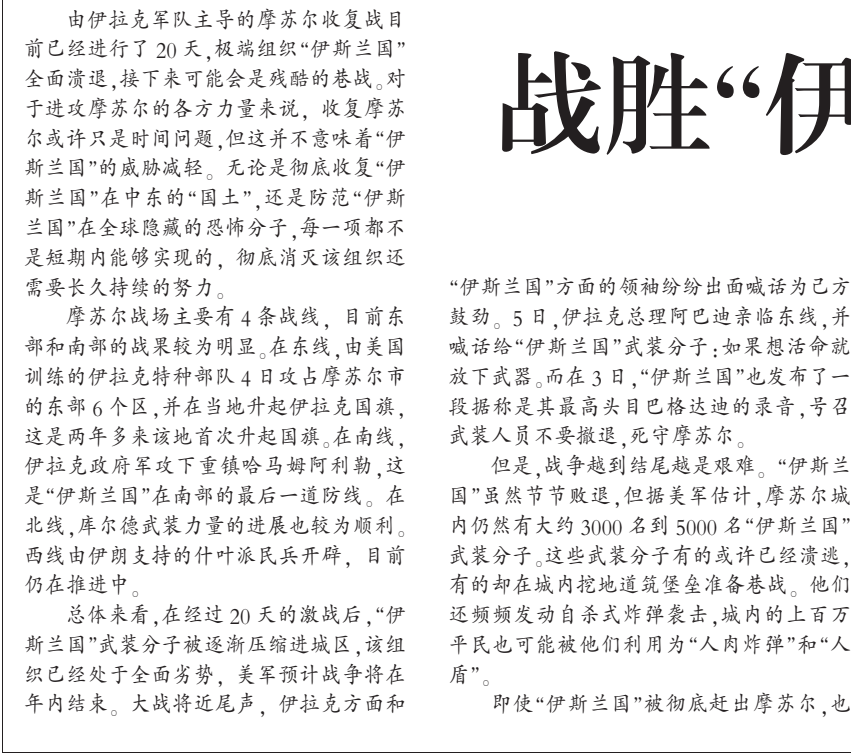 由伊拉克军队主导的摩苏尔收复战目
前已经进行了 20 天，极端组织“伊斯兰国”
全面溃退，接下来可能会是残酷的巷战。对
于进攻摩苏尔的各方力量来说，收复摩苏
尔或许只是时间问题，但这并不意味着“伊
斯兰国”的威胁减轻。无论是彻底收复“伊
斯兰国”在中东的“国土”，还是防范“伊斯
兰国”在全球隐藏的恐怖分子，每一项都不
是短期内能够实现的，彻底消灭该组织还
需要长久持续的努力。
摩苏尔战场主要有 4 条战线，目前东
部和南部的战果较为明显。在东线，由美国
训练的伊拉克特种部队 4 日攻占摩苏尔市
的东部 6 个区，并在当地升起伊拉克国旗，
这是两年多来该地首次升起国旗。在南线，
伊拉克政府军攻下重镇哈马姆阿利勒，这
是“伊斯兰国”在南部的最后一道防线。在
北线，库尔德武装力量的进展也较为顺利。
西线由伊朗支持的什叶派民兵开辟，目前
仍在推进中。
总体来看，在经过 20 天的激战后，“伊
斯兰国”武装分子被逐渐压缩进城区，该组
织已经处于全面劣势，美军预计战争将在
年内结束。大战将近尾声，伊拉克方面和
战胜“伊
“伊斯兰国”方面的领袖纷纷出面喊话为己方
鼓劲。5 日，伊拉克总理阿巴迪亲临东线，并
喊话给“伊斯兰国”武装分子：如果想活命就
放下武器。而在 3 日，“伊斯兰国”也发布了一
段据称是其最高头目巴格达迪的录音，号召
武装人员不要撤退，死守摩苏尔。
但是，战争越到结尾越是艰难。“伊斯兰
国”虽然节节败退，但据美军估计，摩苏尔城
内仍然有大约 3000 名到 5000 名“伊斯兰国”
武装分子。这些武装分子有的或许已经溃逃，
有的却在城内挖地道筑堡垒准备巷战。他们
还频频发动自杀式炸弹袭击，城内的上百万
平民也可能被他们利用为“人肉炸弹”和“人
盾”。
即使“伊斯兰国”被彻底赶出摩苏尔，也